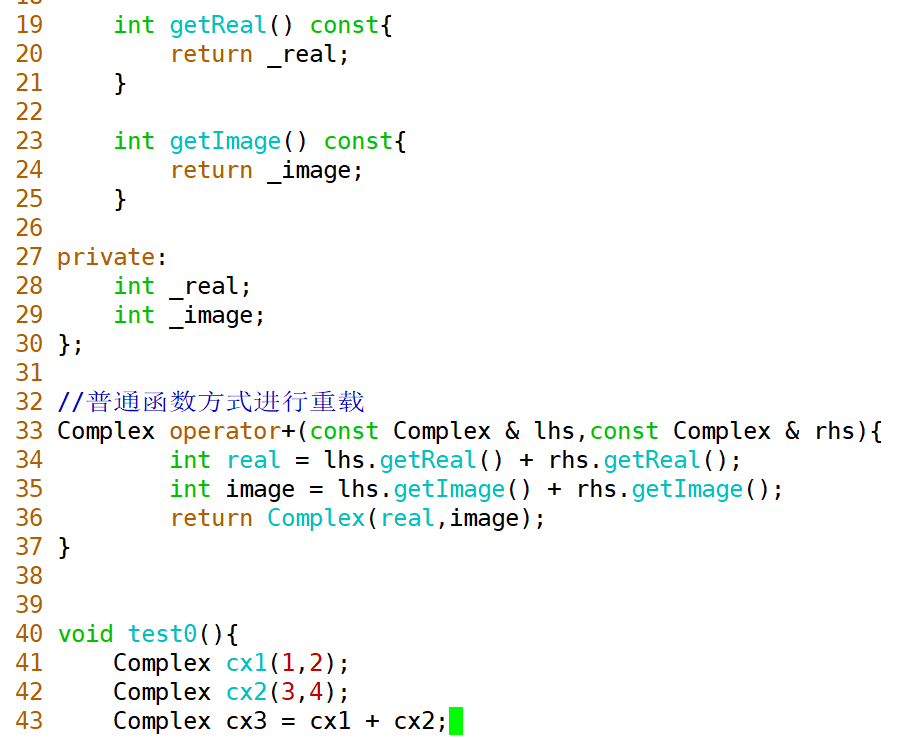 19     int getReal() const{
20         return _real;
21     }
22
23     int getImage() const{
24         return _image;
25     }
26
27 private:
28     int _real;
29     int _image;
30 };
31
32 //普通函数方式进行重载
33 Complex operator+(const Complex & lhs,const Complex & rhs){
34         int real = lhs.getReal() + rhs.getReal();
35         int image = lhs.getImage() + rhs.getImage();
36         return Complex(real,image);
37 }
38
39
40 void test0(){
41     Complex cx1(1,2);
42     Complex cx2(3,4);
43     Complex cx3 = cx1 + cx2;